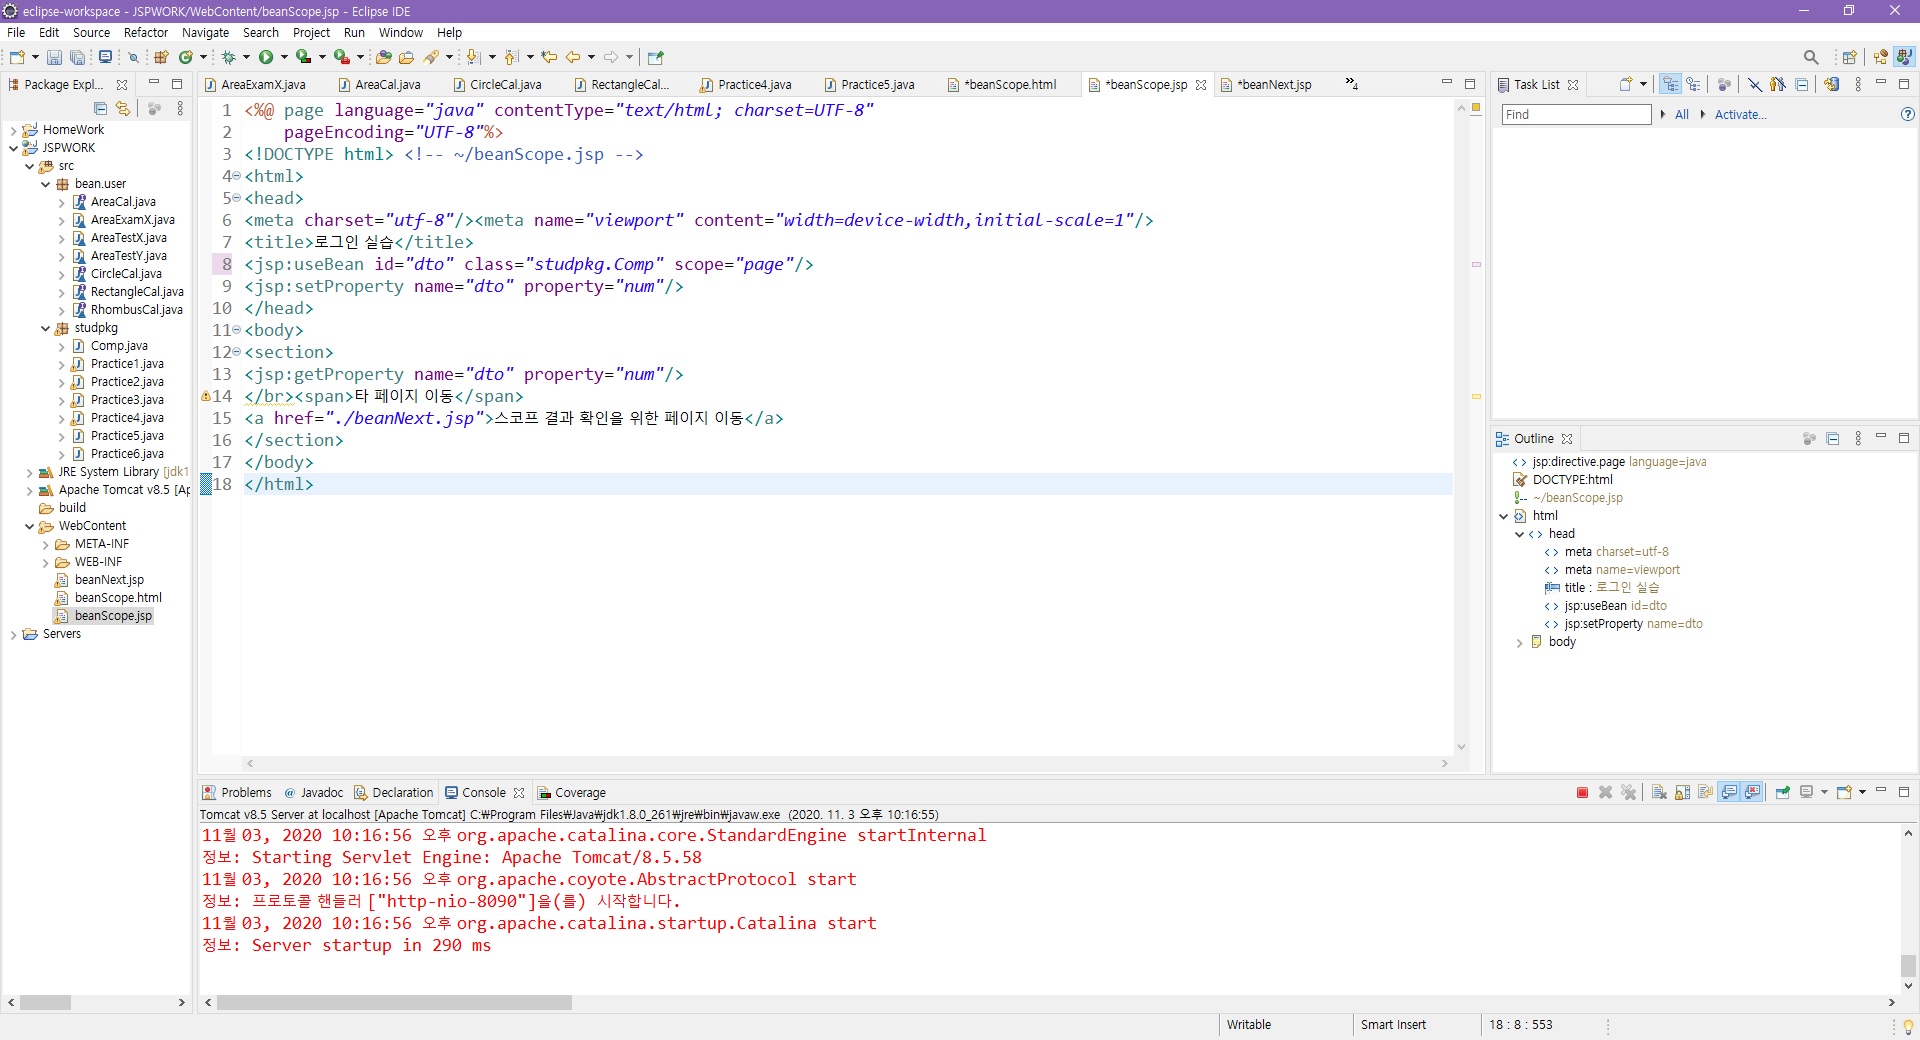 eclipse-workspace - JSPWORK/WebContent/beanScope.jsp - Eclipse IDE
File Edit Source Refactor Navigate Search Project Run Window Help
Package Expl...
HomeWork
JSPWORK
src
bean.user
AreaCal.java
AreaExamX.java
AreaTestX.java
AreaTestY.java
CircleCal.java
RectangleCal.java
RhombusCal.java
studpkg
Comp.java
Practice1.java
Practice2.java
Practice3.java
Practice4.java
Practice5.java
Practice6.java
JRE System Library [jdk1
Apache Tomcat v8.5 [Ap
build
WebContent
META-INF
WEB-INF
beanNext.jsp
beanScope.html
beanScope.jsp
Servers
AreaExamX.java AreaCal.java CircleCal.java RectangleCal... Practice4.java Practice5.java *beanScope.html *beanScope.jsp *beanNext.jsp »4
1 <%@ page language="java" contentType="text/html; charset=UTF-8"
2 pageEncoding="UTF-8"%>
3 <!DOCTYPE html> <!-- ~/beanScope.jsp -->
4 <html>
5 <head>
6 <meta charset="utf-8"/><meta name="viewport" content="width=device-width,initial-scale=1"/>
7 <title>로그인 실습</title>
8 <jsp:useBean id="dto" class="studpkg.Comp" scope="page"/>
9 <jsp:setProperty name="dto" property="num"/>
10 </head>
11 <body>
12 <section>
13 <jsp:getProperty name="dto" property="num"/>
14 </br><span>타 페이지 이동</span>
15 <a href="./beanNext.jsp">스코프 결과 확인을 위한 페이지 이동</a>
16 </section>
17 </body>
18 </html>
Task List
Find All Activate...
Outline
jsp:directive.page language=java
DOCTYPE:html
~/beanScope.jsp
html
head
meta charset=utf-8
meta name=viewport
title : 로그인 실습
jsp:useBean id=dto
jsp:setProperty name=dto
body
Problems @ Javadoc Declaration Console Coverage
Tomcat v8.5 Server at localhost [Apache Tomcat] C:₩Program Files₩Java₩jdk1.8.0_261₩jre₩bin₩javaw.exe (2020. 11. 3 오후 10:16:55)
11월 03, 2020 10:16:56 오후 org.apache.catalina.core.StandardEngine startInternal
정보: Starting Servlet Engine: Apache Tomcat/8.5.58
11월 03, 2020 10:16:56 오후 org.apache.coyote.AbstractProtocol start
정보: 프로토콜 핸들러 ["http-nio-8090"]을(를) 시작합니다.
11월 03, 2020 10:16:56 오후 org.apache.catalina.startup.Catalina start
정보: Server startup in 290 ms
Writable Smart Insert 18 : 8 : 553